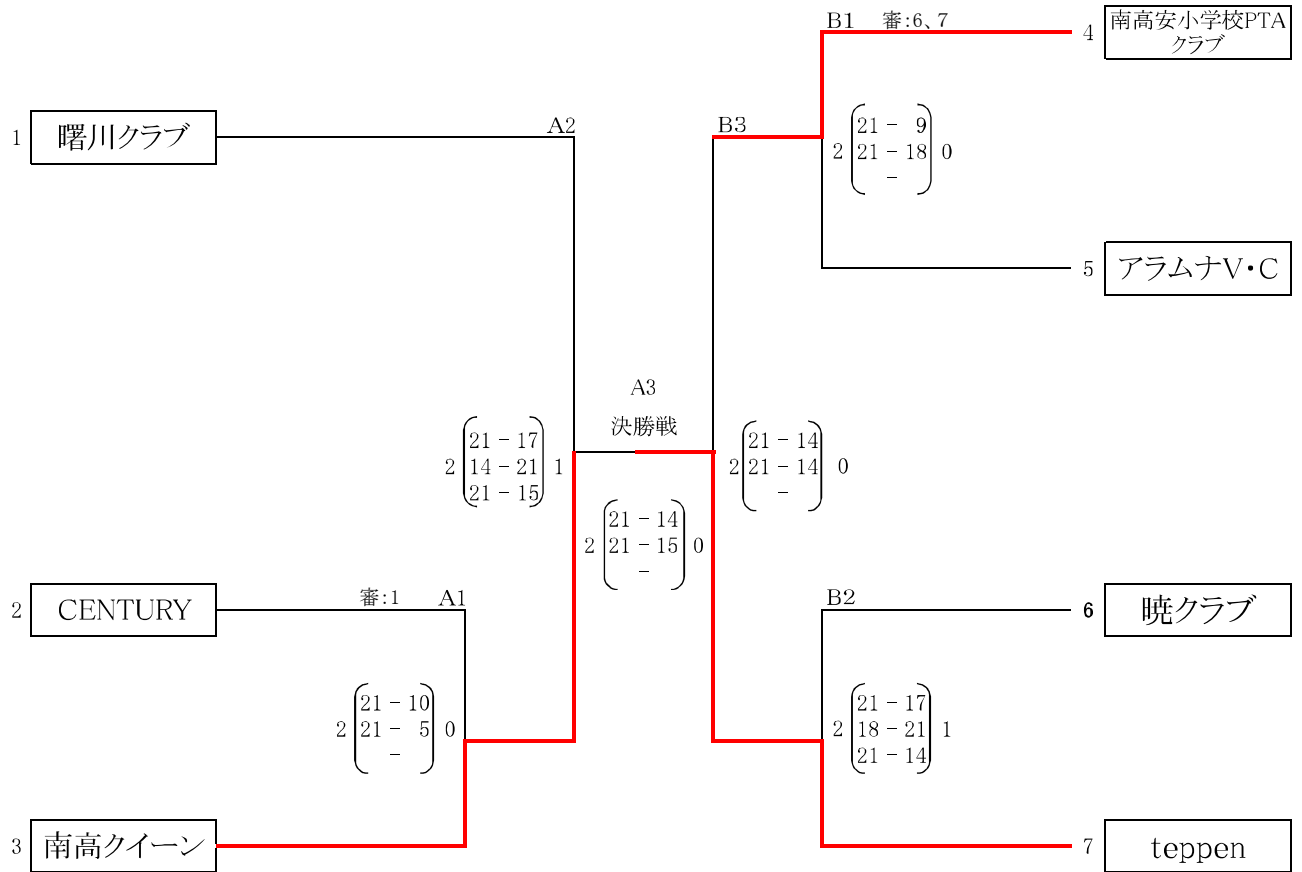 B1 審:6、7
4 南高安小学校PTA
クラブ
1 曙川クラブ
A2
B3
21 - 9
2 21 - 18 0
-
5 アラムナV・C
A3
決勝戦
21 - 17
2 14 - 21 1
21 - 15
21 - 14
2 21 - 14 0
-
21 - 14
2 21 - 15 0
-
2 CENTURY
審:1 A1
B2
6 暁クラブ
21 - 10
2 21 - 5 0
-
21 - 17
2 18 - 21 1
21 - 14
3 南高クイーン
7 teppen